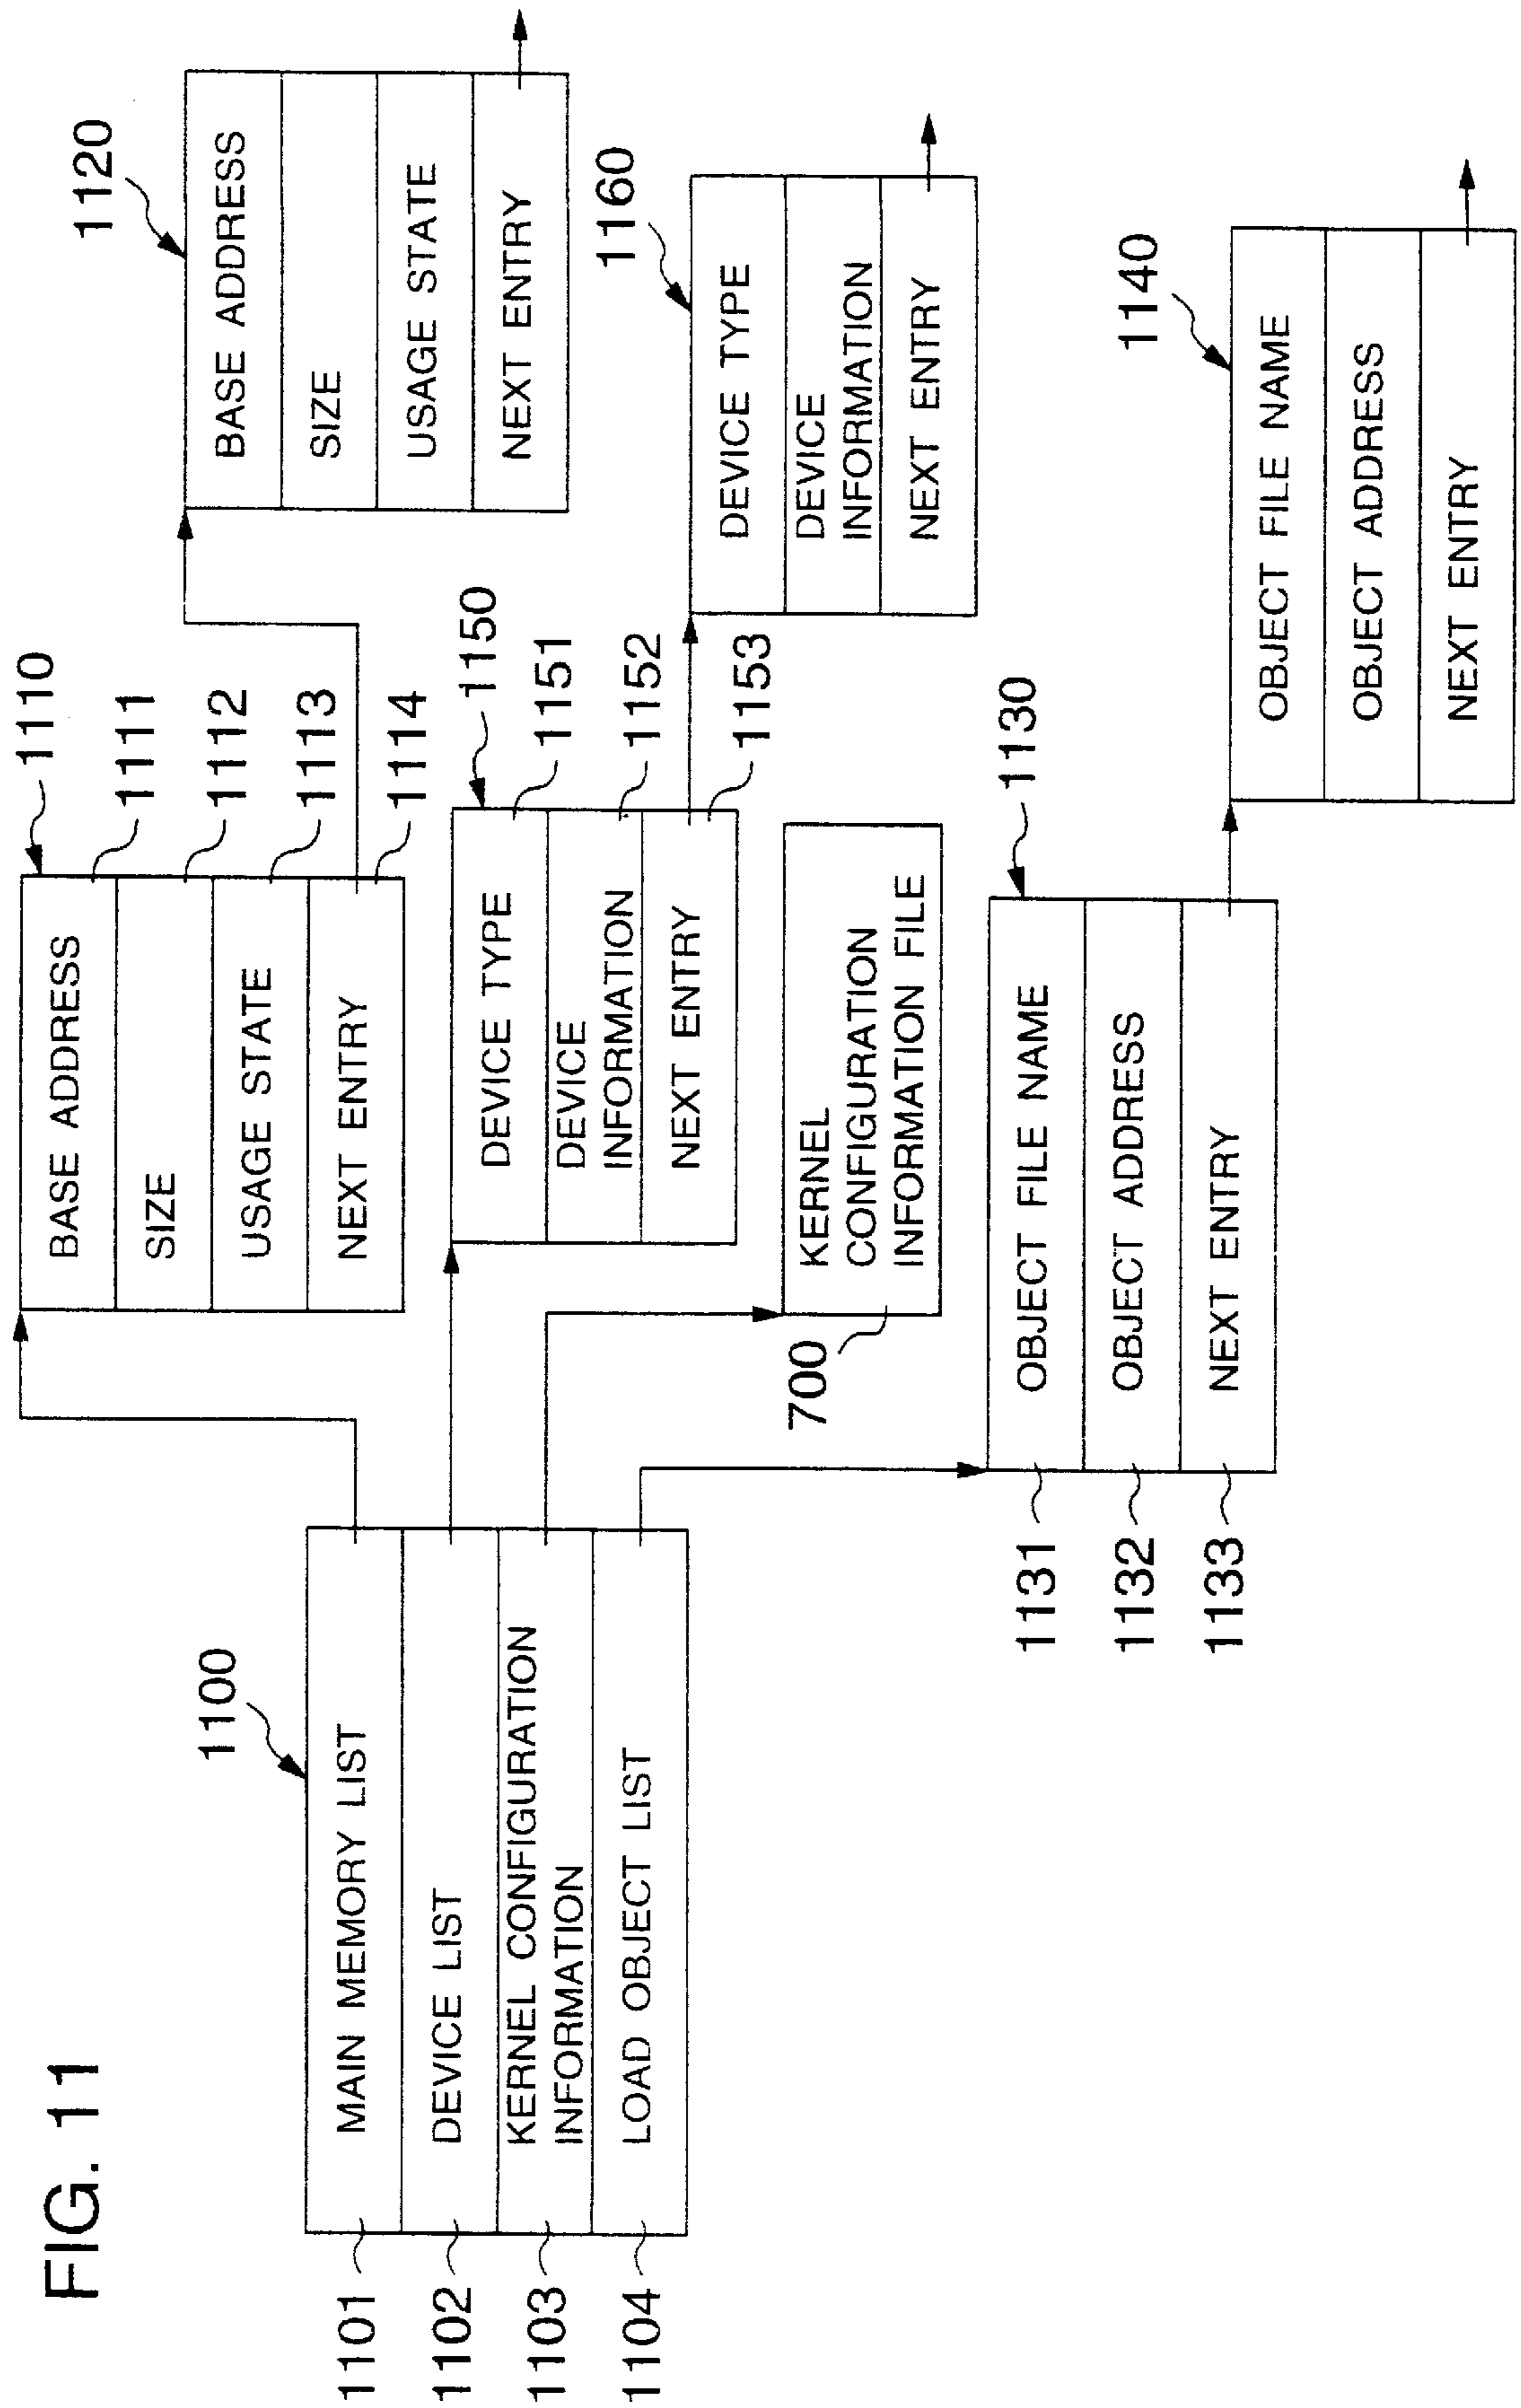 FIG. 11
1100
1101
MAIN MEMORY LIST
1102
DEVICE LIST
1103
KERNEL CONFIGURATION
INFORMATION
1104
LOAD OBJECT LIST
1110
BASE ADDRESS
1111
SIZE
1112
USAGE STATE
1113
NEXT ENTRY
1114
1120
BASE ADDRESS
SIZE
USAGE STATE
NEXT ENTRY
1150
DEVICE TYPE
1151
DEVICE
INFORMATION
1152
NEXT ENTRY
1153
1160
DEVICE TYPE
DEVICE
INFORMATION
NEXT ENTRY
700
KERNEL
CONFIGURATION
INFORMATION FILE
1130
1131
OBJECT FILE NAME
1132
OBJECT ADDRESS
1133
NEXT ENTRY
1140
OBJECT FILE NAME
OBJECT ADDRESS
NEXT ENTRY